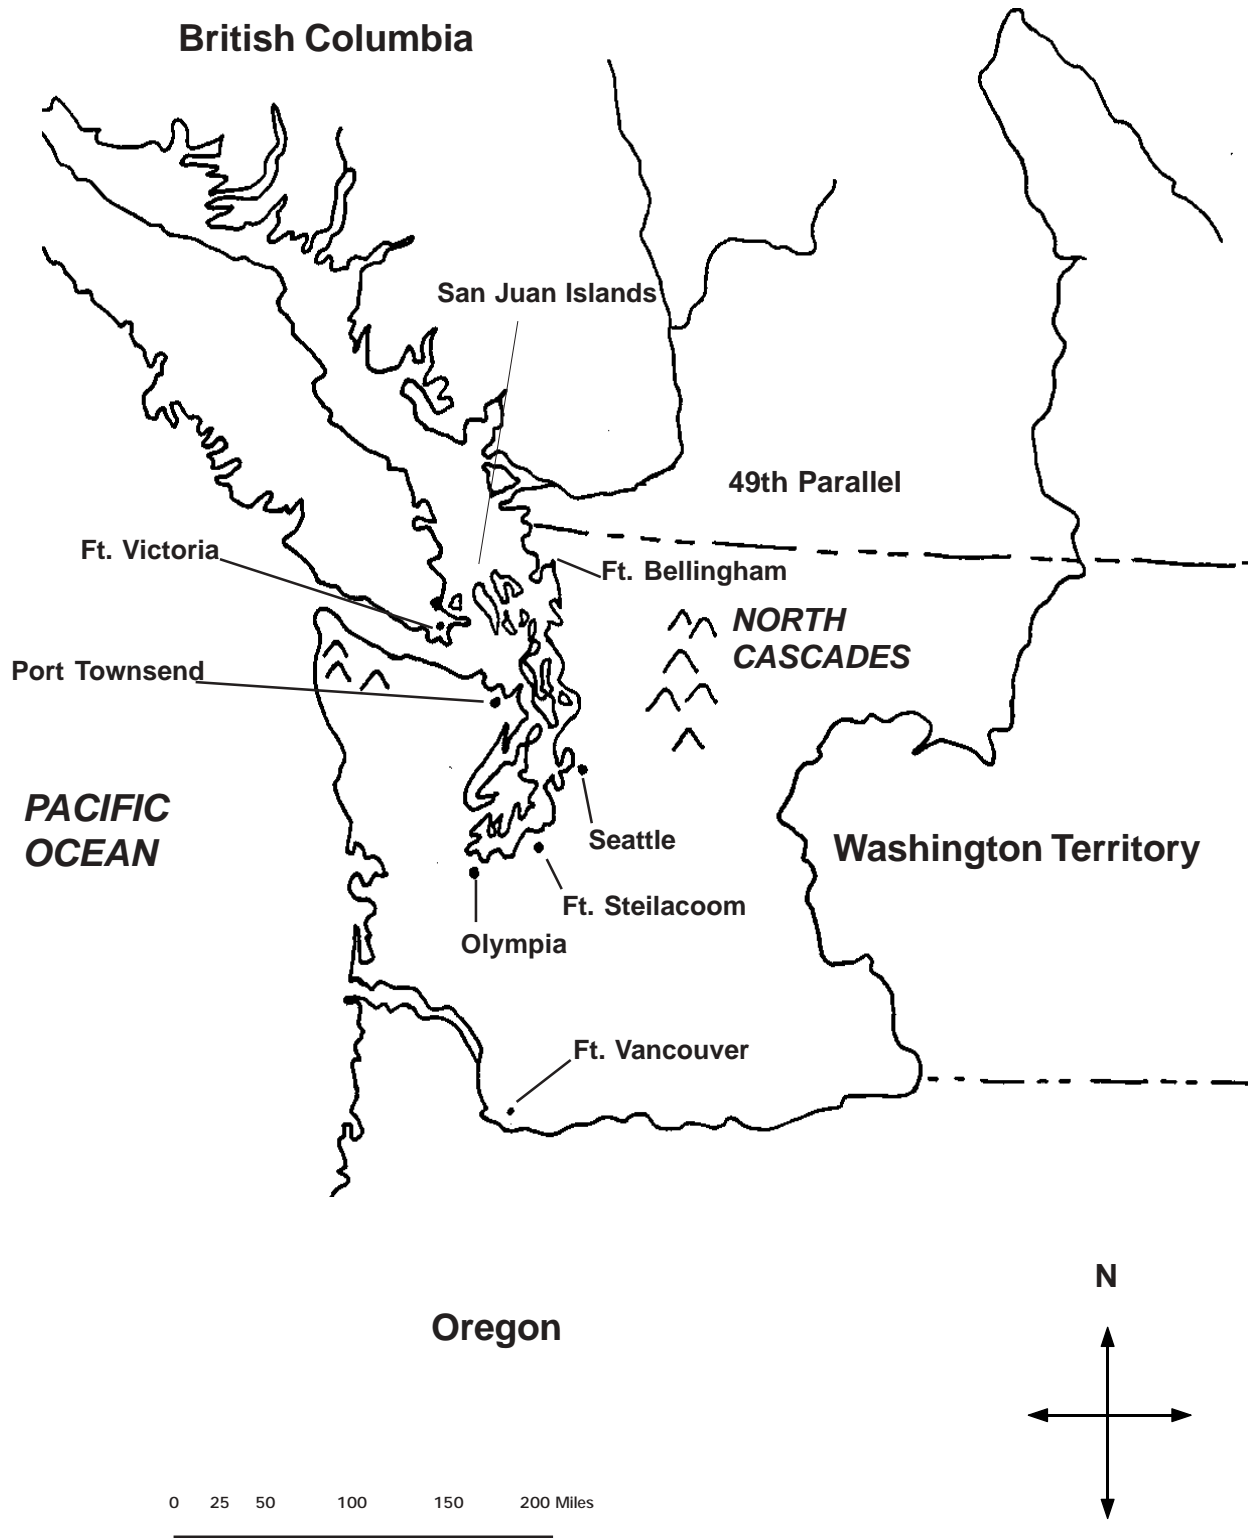 British Columbia
San Juan Islands
49th Parallel
Ft. Victoria
Ft. Bellingham
NORTH
CASCADES
Port Townsend
PACIFIC
OCEAN
Seattle
Washington Territory
Ft. Steilacoom
Olympia
Ft. Vancouver
N
Oregon
0 25 50 100 150 200 Miles